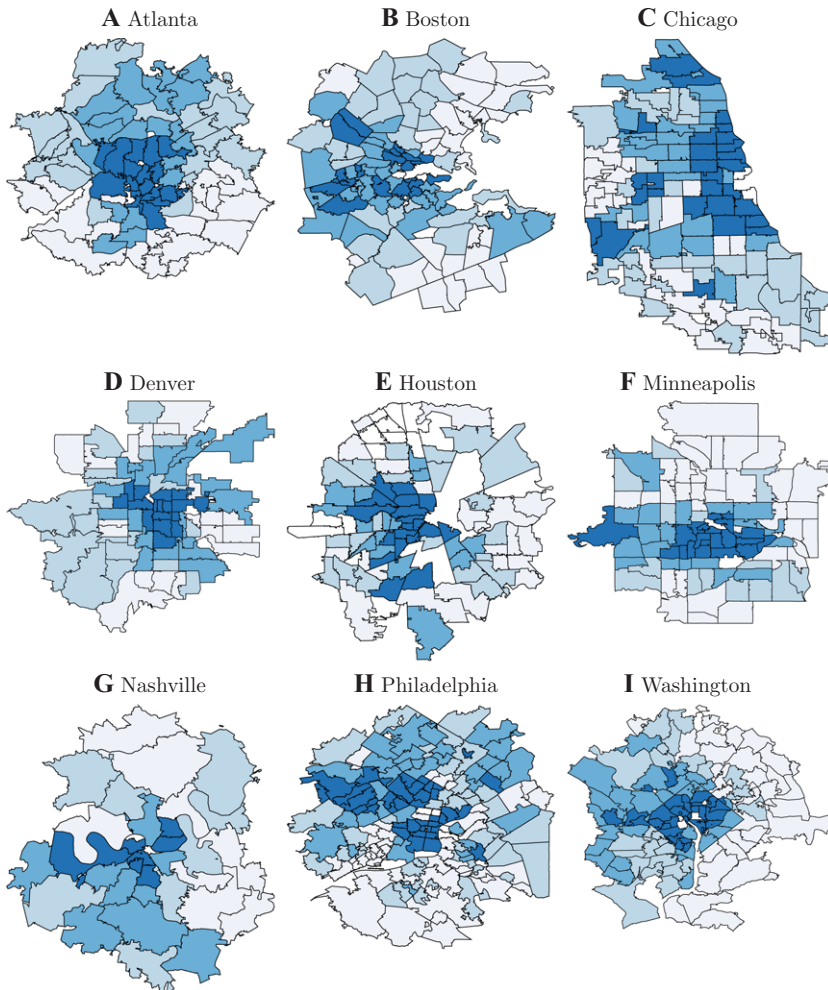 A Atlanta
B Boston
C Chicago
D Denver
E Houston
F Minneapolis
G Nashville
H Philadelphia
I Washington